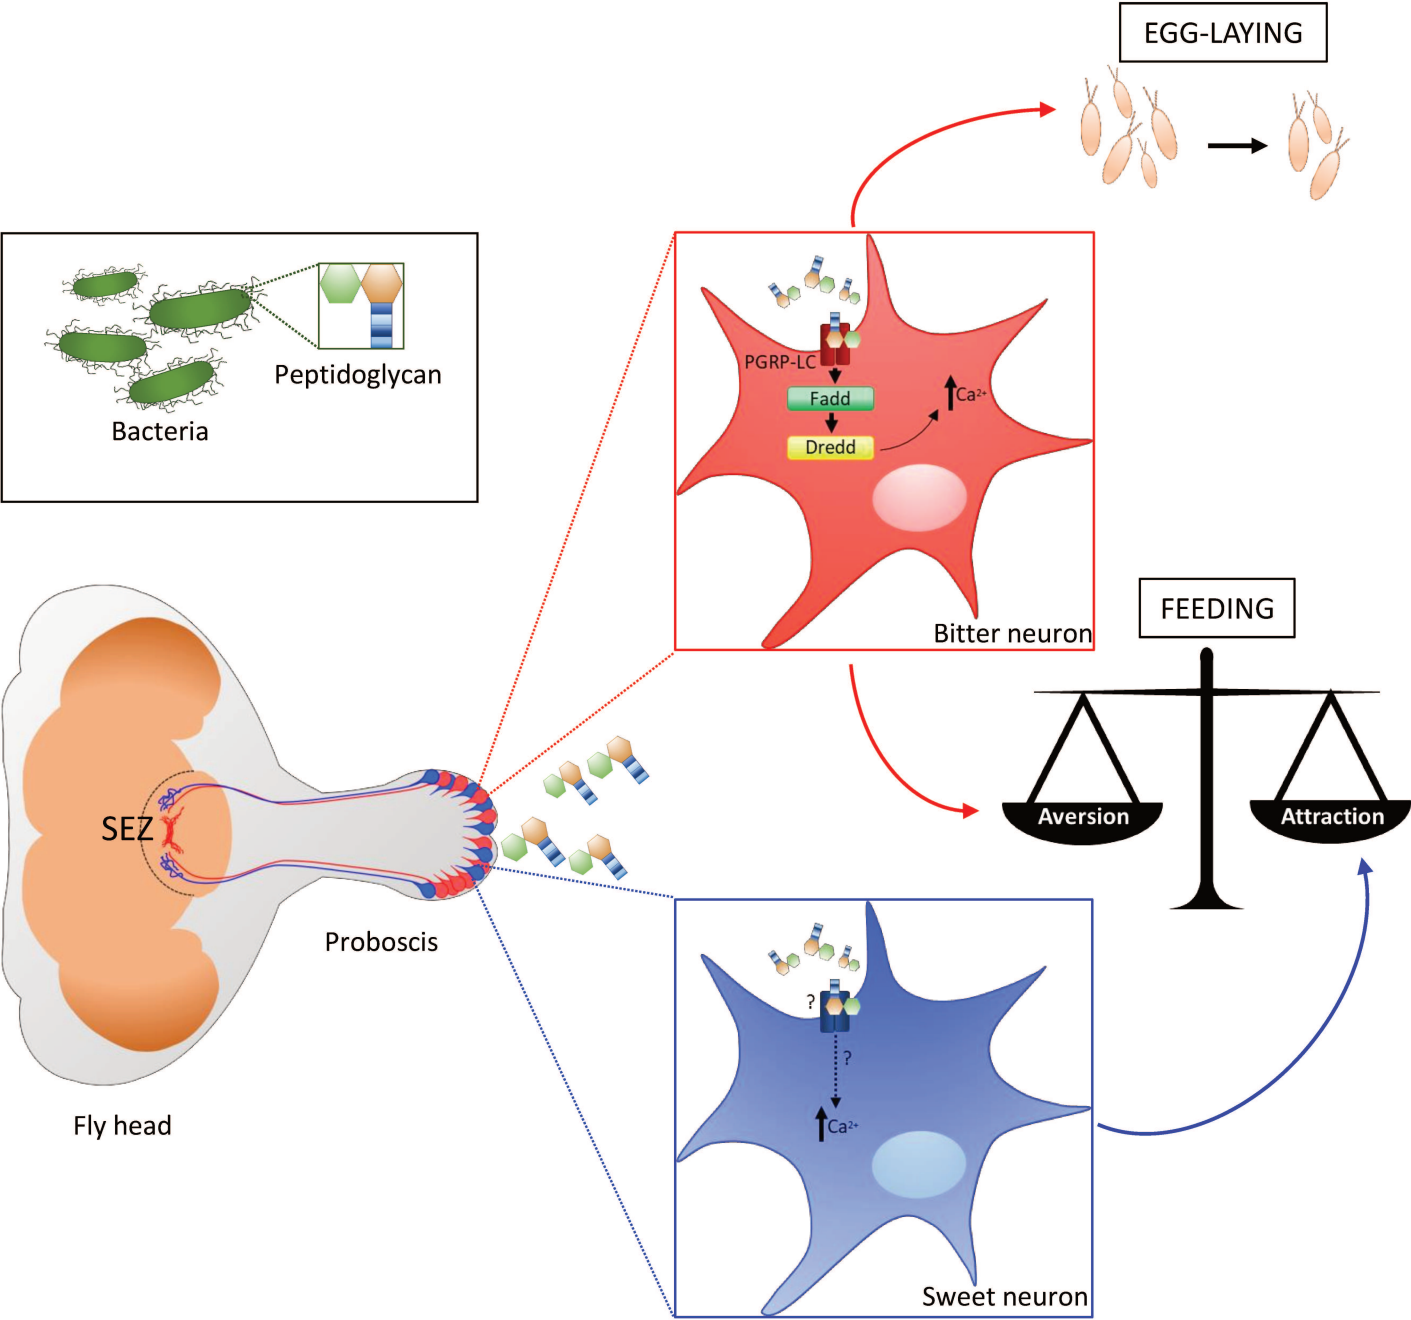 EGG-LAYING
Peptidoglycan
Bacteria
PGRP-LC
Fadd
Dredd
Ca2+
Bitter neuron
FEEDING
Aversion
Attraction
SEZ
Proboscis
Fly head
?
?
Ca2+
Sweet neuron